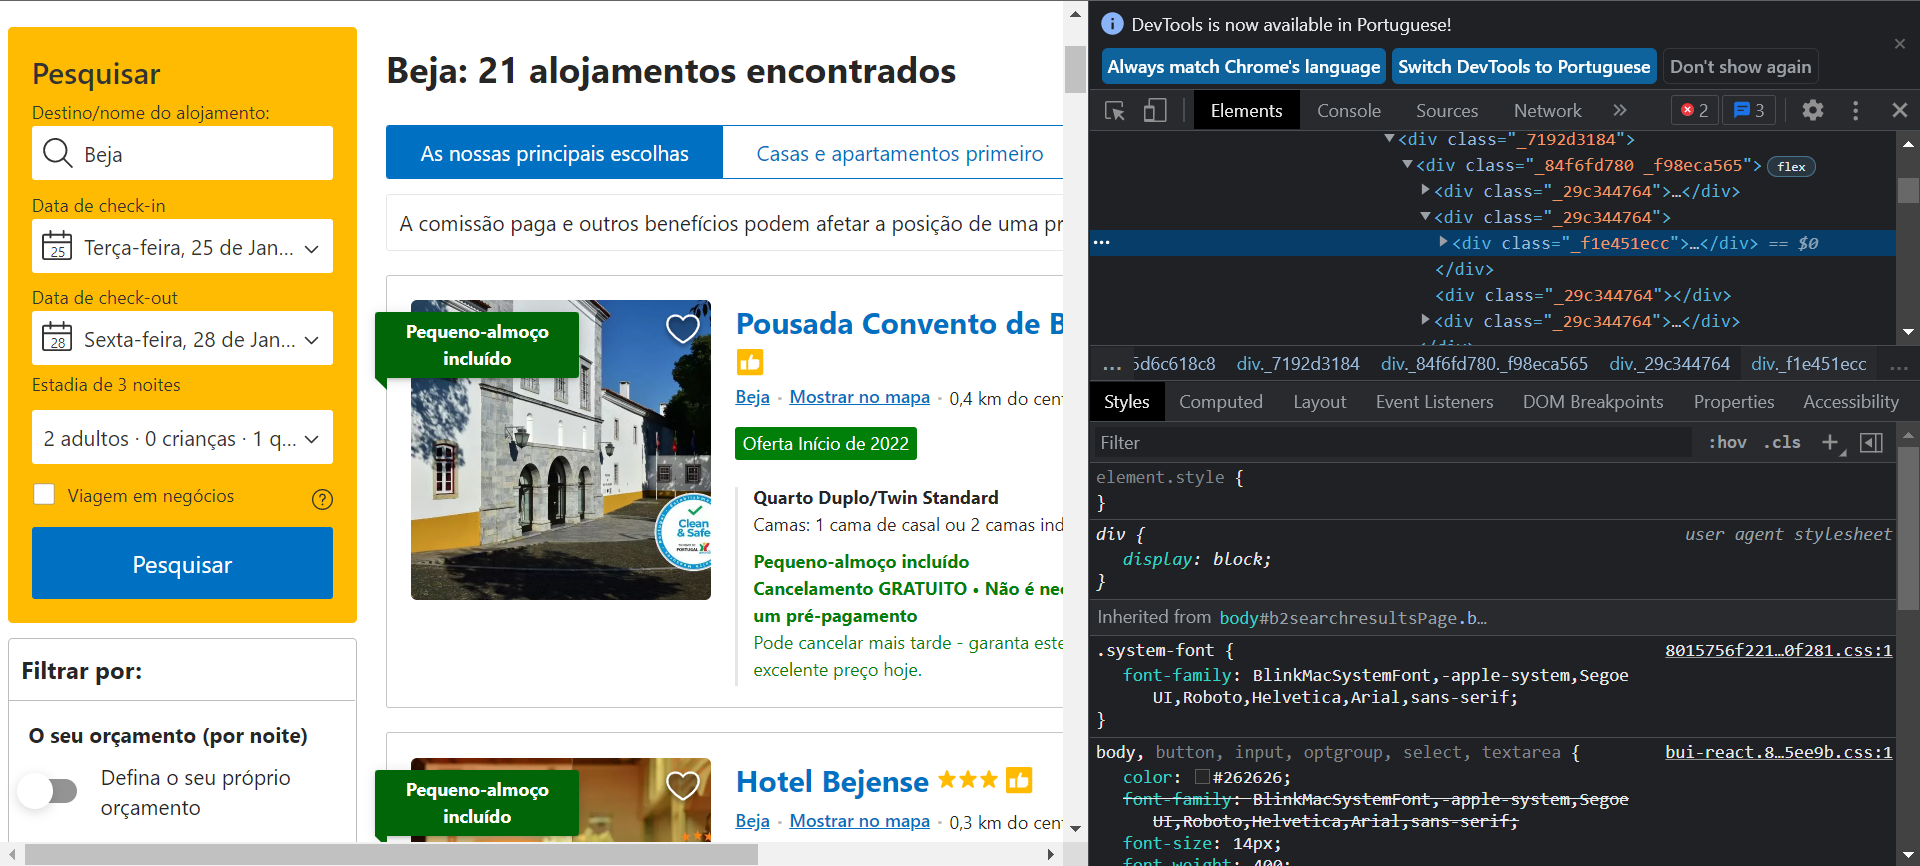 Pesquisar
Destino/nome do alojamento:
Beja
Data de check-in
25
Terça-feira, 25 de Jan...
Data de check-out
28
Sexta-feira, 28 de Jan...
Estadia de 3 noites
2 adultos · 0 crianças · 1 q...
Viagem em negócios
?
Pesquisar
Filtrar por:
O seu orçamento (por noite)
Defina o seu próprio
orçamento
Beja: 21 alojamentos encontrados
As nossas principais escolhas
Casas e apartamentos primeiro
A comissão paga e outros benefícios podem afetar a posição de uma pr
Pequeno-almoço
incluído
Clean
& Safe
PORTUGAL
Pousada Convento de B
Beja · Mostrar no mapa · 0,4 km do cen
Oferta Início de 2022
Quarto Duplo/Twin Standard
Camas: 1 cama de casal ou 2 camas ind
Pequeno-almoço incluído
Cancelamento GRATUITO • Não é nec
um pré-pagamento
Pode cancelar mais tarde - garanta este
excelente preço hoje.
Pequeno-almoço
incluído
Hotel Bejense
Beja · Mostrar no mapa · 0,3 km do cen
DevTools is now available in Portuguese!
Always match Chrome's language
Switch DevTools to Portuguese
Don't show again
Elements
Console
Sources
Network
»
2
3
<div class="_7192d3184">
<div class="_84f6fd780 _f98eca565"> flex
<div class="_29c344764">…</div>
<div class="_29c344764">
<div class="_f1e451ecc">…</div> == $0
</div>
<div class="_29c344764"></div>
<div class="_29c344764">…</div>
</div>
... 5d6c618c8 div._7192d3184 div._84f6fd780._f98eca565 div._29c344764 div._f1e451ecc ...
Styles
Computed
Layout
Event Listeners
DOM Breakpoints
Properties
Accessibility
Filter
:hov .cls +
element.style {
}
div { user agent stylesheet
display: block;
}
Inherited from body#b2searchresultsPage.b…
.system-font { 8015756f221…0f281.css:1
font-family: BlinkMacSystemFont,-apple-system,Segoe
UI,Roboto,Helvetica,Arial,sans-serif;
}
body, button, input, optgroup, select, textarea { bui-react.8…5ee9b.css:1
color: #262626;
font-family: BlinkMacSystemFont,-apple-system,Segoe
UI,Roboto,Helvetica,Arial,sans-serif;
font-size: 14px;
font-weight: 400;